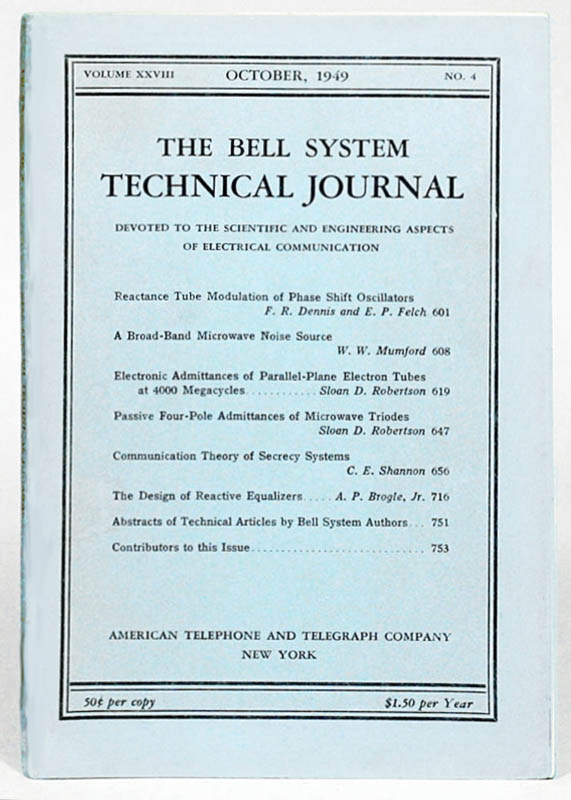 VOLUME XXVIII OCTOBER, 1949 NO. 4
THE BELL SYSTEM
TECHNICAL JOURNAL
DEVOTED TO THE SCIENTIFIC AND ENGINEERING ASPECTS
OF ELECTRICAL COMMUNICATION
Reactance Tube Modulation of Phase Shift Oscillators
F. R. Dennis and E. P. Felch 601
A Broad-Band Microwave Noise Source
W. W. Mumford 608
Electronic Admittances of Parallel-Plane Electron Tubes
at 4000 Megacycles............Sloan D. Robertson 619
Passive Four-Pole Admittances of Microwave Triodes
Sloan D. Robertson 647
Communication Theory of Secrecy Systems
C. E. Shannon 656
The Design of Reactive Equalizers.....A. P. Brogle, Jr. 716
Abstracts of Technical Articles by Bell System Authors... 751
Contributors to this Issue............................ 753
AMERICAN TELEPHONE AND TELEGRAPH COMPANY
NEW YORK
50¢ per copy $1.50 per Year